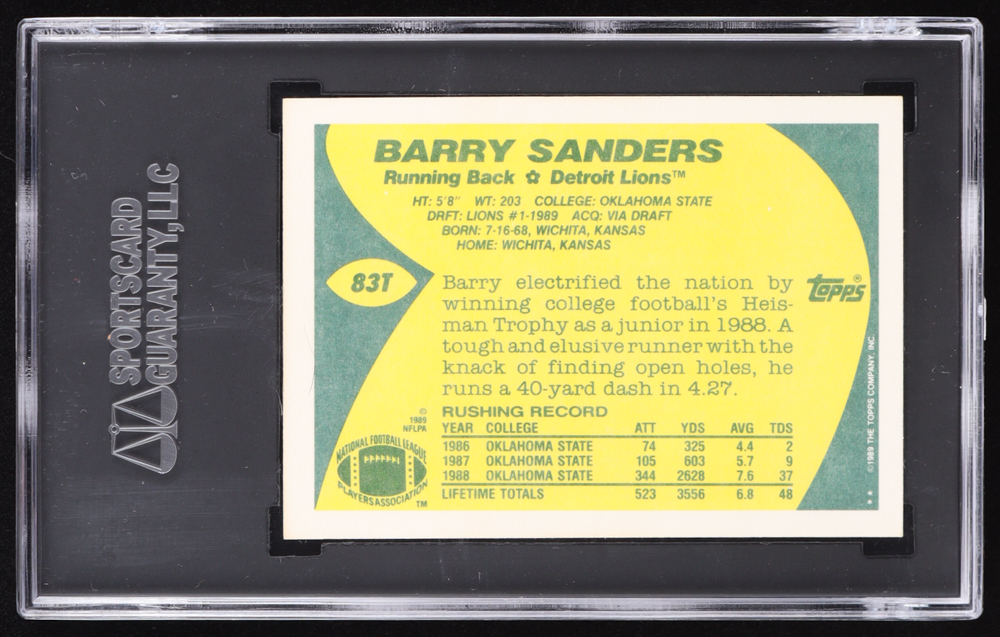 SPORTSCARD
GUARANTY, LLC
BARRY SANDERS
Running Back ✿ Detroit Lions™
HT: 5'8" WT: 203 COLLEGE: OKLAHOMA STATE
DRFT: LIONS #1-1989 ACQ: VIA DRAFT
BORN: 7-16-68, WICHITA, KANSAS
HOME: WICHITA, KANSAS
83T
Barry electrified the nation by
winning college football's Heis-
man Trophy as a junior in 1988. A
tough and elusive runner with the
knack of finding open holes, he
runs a 40-yard dash in 4.27.
topps®
RUSHING RECORD
YEAR COLLEGE ATT YDS AVG TDS
1986 OKLAHOMA STATE 74 325 4.4 2
1987 OKLAHOMA STATE 105 603 5.7 9
1988 OKLAHOMA STATE 344 2628 7.6 37
LIFETIME TOTALS 523 3556 6.8 48
©
1989
NFLPA
NATIONAL FOOTBALL LEAGUE
PLAYERS ASSOCIATION
™
©1989 THE TOPPS COMPANY, INC.
**